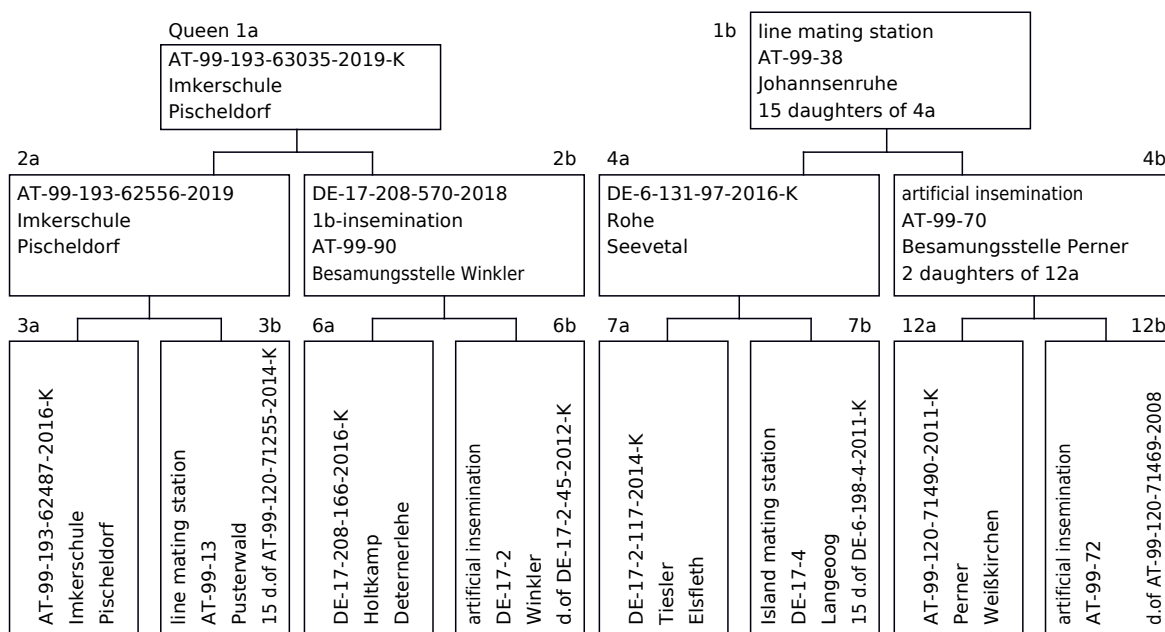 Queen 1a
AT-99-193-63035-2019-K
Imkerschule
Pischeldorf
1b
line mating station
AT-99-38
Johannsenruhe
15 daughters of 4a
2a
AT-99-193-62556-2019
Imkerschule
Pischeldorf
2b
DE-17-208-570-2018
1b-insemination
AT-99-90
Besamungsstelle Winkler
4a
DE-6-131-97-2016-K
Rohe
Seevetal
4b
artificial insemination
AT-99-70
Besamungsstelle Perner
2 daughters of 12a
3a
AT-99-193-62487-2016-K
Imkerschule
Pischeldorf
3b
line mating station
AT-99-13
Pusterwald
15 d.of AT-99-120-71255-2014-K
6a
DE-17-208-166-2016-K
Holtkamp
Deternerlehe
6b
artificial insemination
DE-17-2
Winkler
d.of DE-17-2-45-2012-K
7a
DE-17-2-117-2014-K
Tiesler
Elsfleth
7b
Island mating station
DE-17-4
Langeoog
15 d.of DE-6-198-4-2011-K
12a
AT-99-120-71490-2011-K
Perner
Weißkirchen
12b
artificial insemination
AT-99-72
d.of AT-99-120-71469-2008